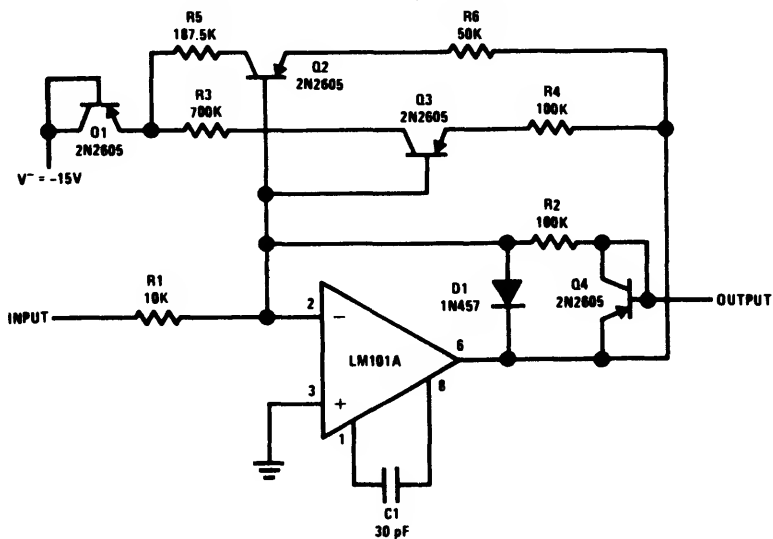 R5
187.5K
R6
50K
Q2
2N2605
R3
700K
Q3
2N2605
R4
100K
Q1
2N2605
V⁻ = -15V
R2
100K
D1
1N457
Q4
2N2605
OUTPUT
R1
10K
INPUT
2
−
LM101A
6
8
3
+
1
C1
30 pF